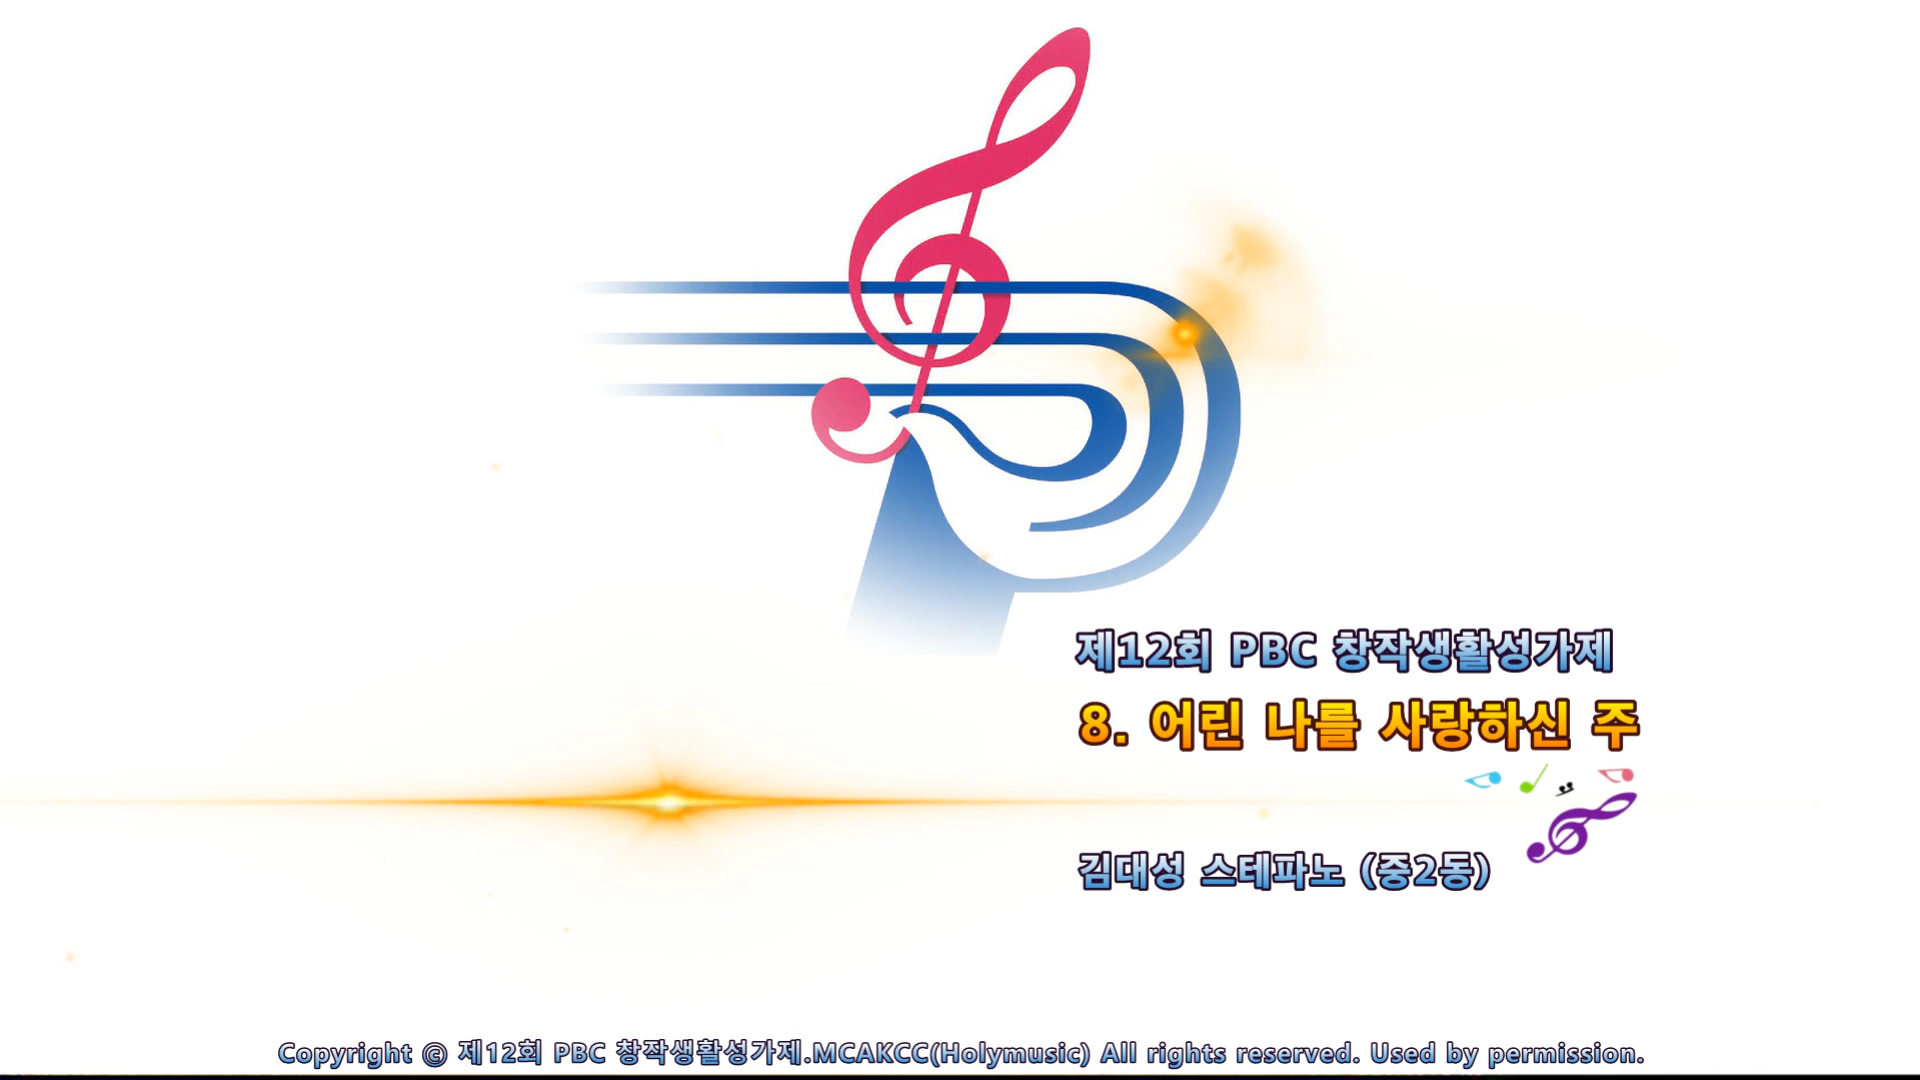 제12회 PBC 창작생활성가제
8. 어린 나를 사랑하신 주
김대성 스테파노 (중2동)
Copyright © 제12회 PBC 창작생활성가제.MCAKCC(Holymusic) All rights reserved. Used by permission.